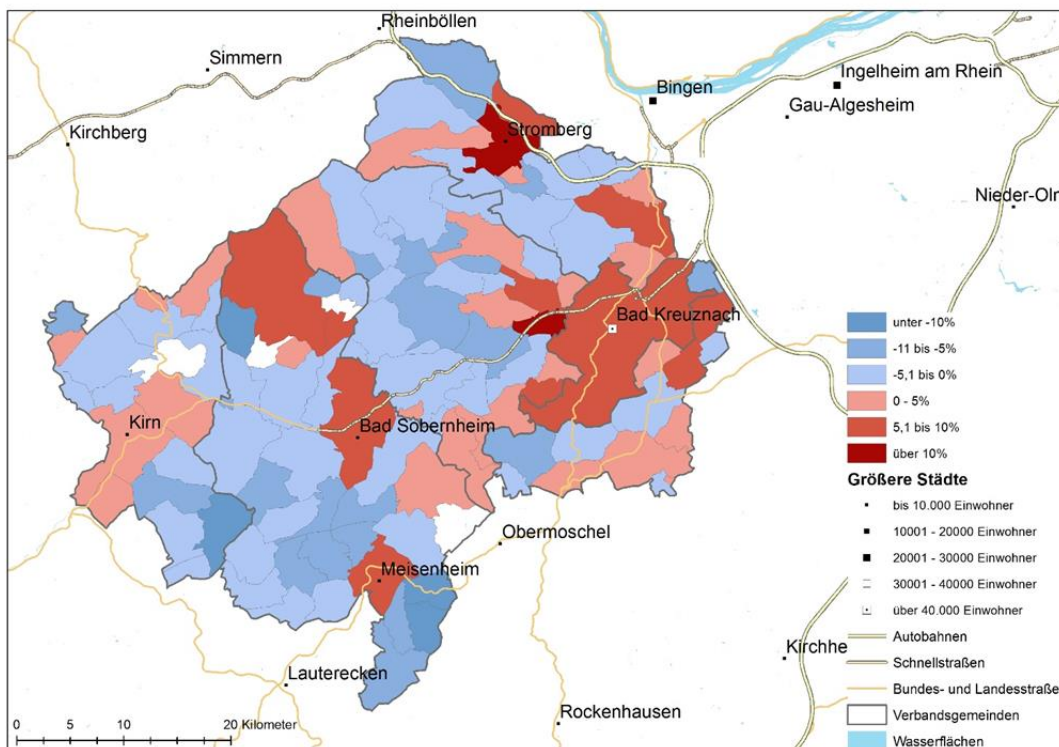 Rheinböllen
Simmern
Kirchberg
Stromberg
Bingen
Ingelheim am Rhein
Gau-Algesheim
Nieder-Olm
Bad Kreuznach
Kirn
Bad Sobernheim
Obermoschel
Meisenheim
Lauterecken
Rockenhausen
Kirchhe
unter -10%
-11 bis -5%
-5,1 bis 0%
0 - 5%
5,1 bis 10%
über 10%
Größere Städte
bis 10.000 Einwohner
10001 - 20000 Einwohner
20001 - 30000 Einwohner
30001 - 40000 Einwohner
über 40.000 Einwohner
Autobahnen
Schnellstraßen
Bundes- und Landesstraße
Verbandsgemeinden
Wasserflächen
0 5 10 20 Kilometer